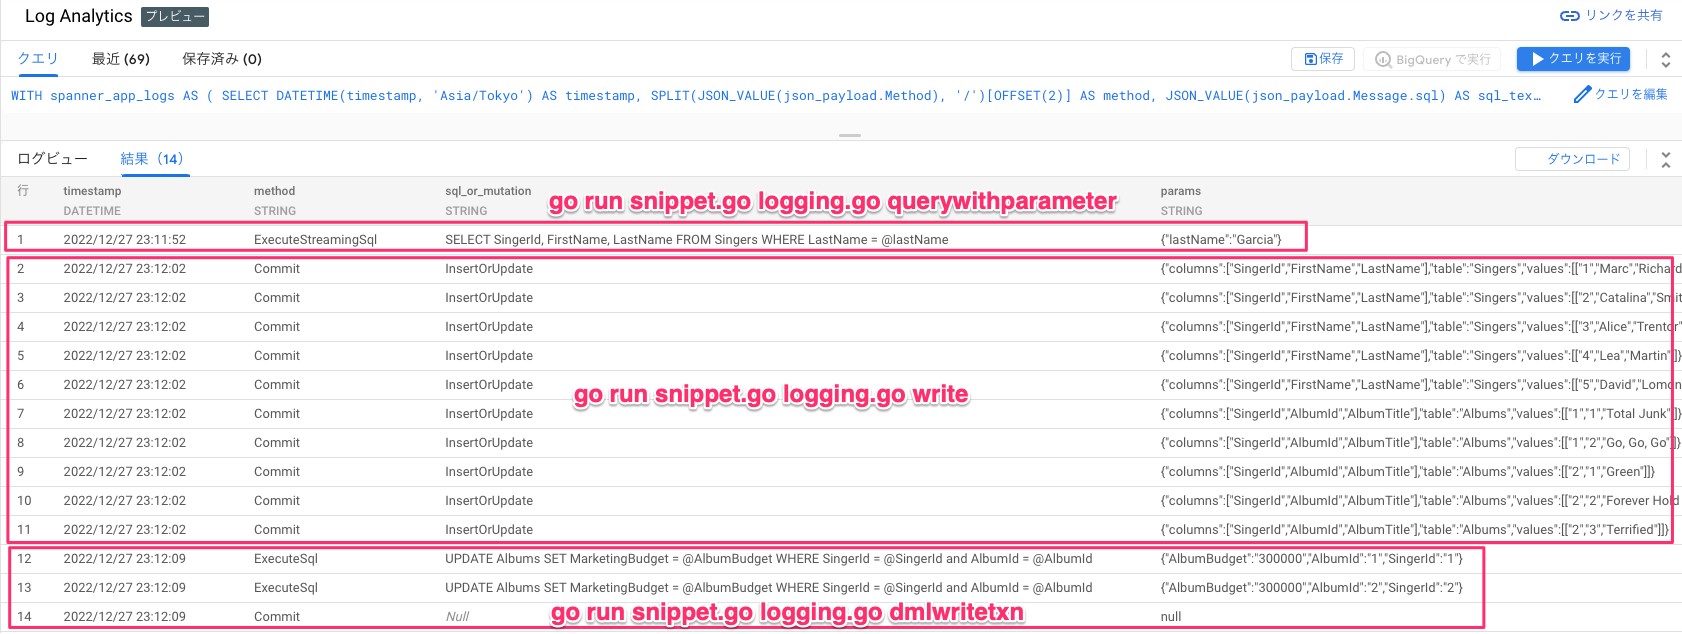 Log Analytics プレビュー リンクを共有
クエリ 最近 (69) 保存済み (0) 保存 BigQuery で実行 クエリを実行
WITH spanner_app_logs AS ( SELECT DATETIME(timestamp, 'Asia/Tokyo') AS timestamp, SPLIT(JSON_VALUE(json_payload.Method), '/')[OFFSET(2)] AS method, JSON_VALUE(json_payload.Message.sql) AS sql_tex… クエリを編集
ログビュー 結果 (14) ダウンロード
行 timestamp method sql_or_mutation params
DATETIME STRING STRING STRING
go run snippet.go logging.go querywithparameter
1 2022/12/27 23:11:52 ExecuteStreamingSql SELECT SingerId, FirstName, LastName FROM Singers WHERE LastName = @lastName {"lastName":"Garcia"}
2 2022/12/27 23:12:02 Commit InsertOrUpdate {"columns":["SingerId","FirstName","LastName"],"table":"Singers","values":[["1","Marc","Richard
3 2022/12/27 23:12:02 Commit InsertOrUpdate {"columns":["SingerId","FirstName","LastName"],"table":"Singers","values":[["2","Catalina","Smit
4 2022/12/27 23:12:02 Commit InsertOrUpdate {"columns":["SingerId","FirstName","LastName"],"table":"Singers","values":[["3","Alice","Trentor"
5 2022/12/27 23:12:02 Commit InsertOrUpdate {"columns":["SingerId","FirstName","LastName"],"table":"Singers","values":[["4","Lea","Martin"]]}
6 2022/12/27 23:12:02 Commit InsertOrUpdate {"columns":["SingerId","FirstName","LastName"],"table":"Singers","values":[["5","David","Lomon
go run snippet.go logging.go write
7 2022/12/27 23:12:02 Commit InsertOrUpdate {"columns":["SingerId","AlbumId","AlbumTitle"],"table":"Albums","values":[["1","1","Total Junk"]]}
8 2022/12/27 23:12:02 Commit InsertOrUpdate {"columns":["SingerId","AlbumId","AlbumTitle"],"table":"Albums","values":[["1","2","Go, Go, Go"]]}
9 2022/12/27 23:12:02 Commit InsertOrUpdate {"columns":["SingerId","AlbumId","AlbumTitle"],"table":"Albums","values":[["2","1","Green"]]}
10 2022/12/27 23:12:02 Commit InsertOrUpdate {"columns":["SingerId","AlbumId","AlbumTitle"],"table":"Albums","values":[["2","2","Forever Hold
11 2022/12/27 23:12:02 Commit InsertOrUpdate {"columns":["SingerId","AlbumId","AlbumTitle"],"table":"Albums","values":[["2","3","Terrified"]]}
12 2022/12/27 23:12:09 ExecuteSql UPDATE Albums SET MarketingBudget = @AlbumBudget WHERE SingerId = @SingerId and AlbumId = @AlbumId {"AlbumBudget":"300000","AlbumId":"1","SingerId":"1"}
13 2022/12/27 23:12:09 ExecuteSql UPDATE Albums SET MarketingBudget = @AlbumBudget WHERE SingerId = @SingerId and AlbumId = @AlbumId {"AlbumBudget":"300000","AlbumId":"2","SingerId":"2"}
14 2022/12/27 23:12:09 Commit Null null
go run snippet.go logging.go dmlwritetxn